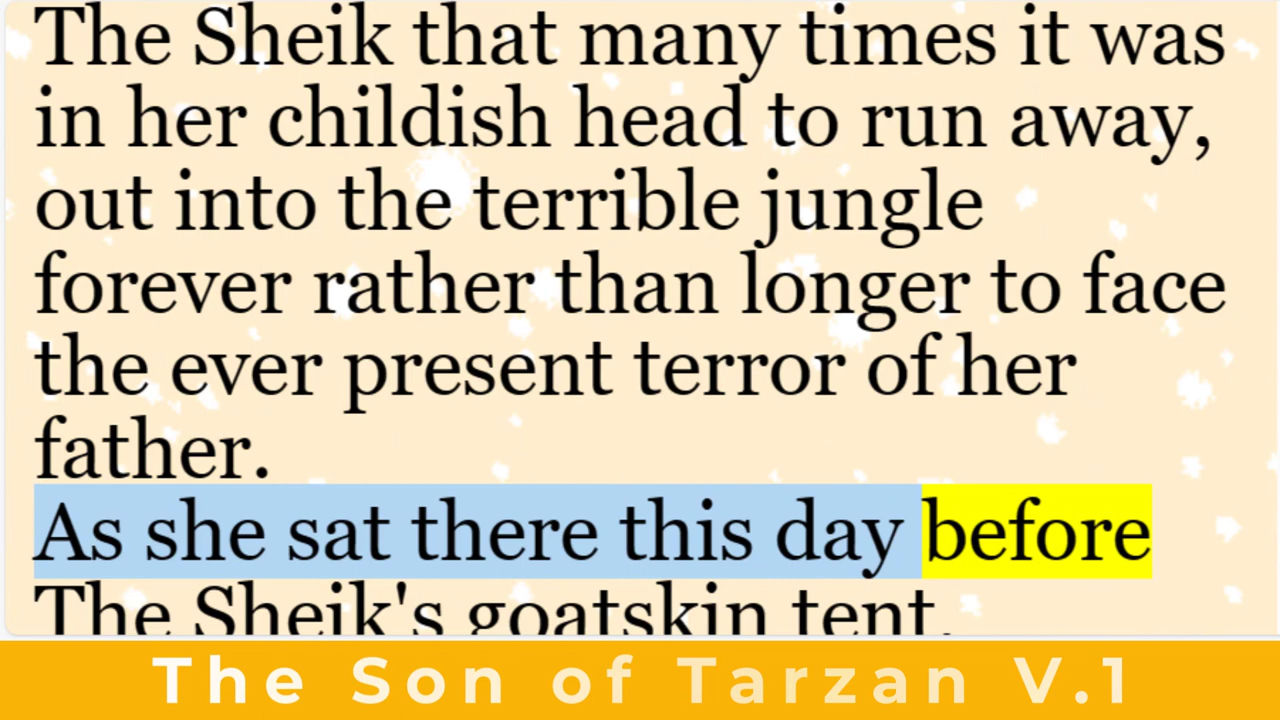 The Sheik that many times it was
in her childish head to run away,
out into the terrible jungle
forever rather than longer to face
the ever present terror of her
father.
As she sat there this day before
The Sheik's goatskin tent,
The Son of Tarzan V.1